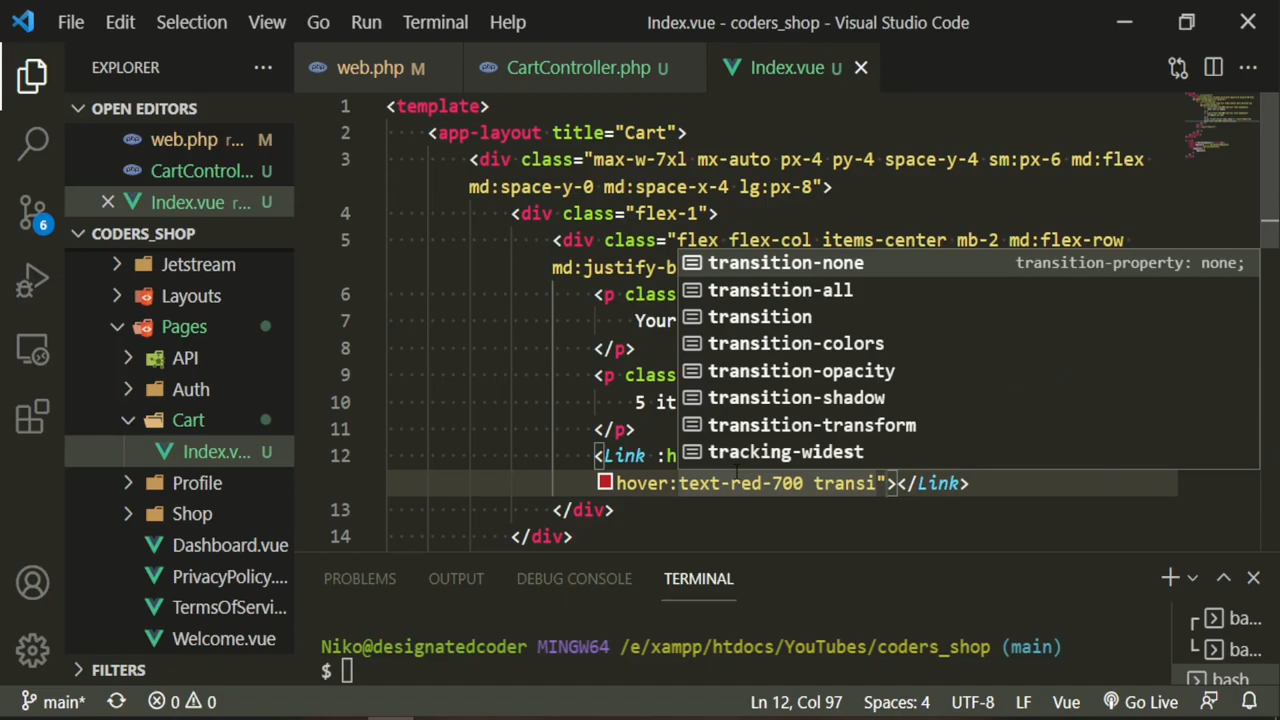 File Edit Selection View Go Run Terminal Help Index.vue - coders_shop - Visual Studio Code
EXPLORER
web.php M CartController.php U Index.vue U
OPEN EDITORS
web.php r... M
CartControl... U
Index.vue r... U
CODERS_SHOP
Jetstream
Layouts
Pages
API
Auth
Cart
Index.v... U
Profile
Shop
Dashboard.vue
PrivacyPolicy....
TermsOfServi...
Welcome.vue
FILTERS
1 <template>
2 <app-layout title="Cart">
3 <div class="max-w-7xl mx-auto px-4 py-4 space-y-4 sm:px-6 md:flex
md:space-y-0 md:space-x-4 lg:px-8">
4 <div class="flex-1">
5 <div class="flex flex-col items-center mb-2 md:flex-row
md:justify-b
6 <p class
7 Your
8 </p>
9 <p class
10 5 it
11 </p>
12 <Link :h
hover:text-red-700 transi"></Link>
13 </div>
14 </div>
transition-none transition-property: none;
transition-all
transition
transition-colors
transition-opacity
transition-shadow
transition-transform
tracking-widest
PROBLEMS OUTPUT DEBUG CONSOLE TERMINAL
Niko@designatedcoder MINGW64 /e/xampp/htdocs/YouTubes/coders_shop (main)
$
ba...
ba...
bash
6
main* 0 0 Ln 12, Col 97 Spaces: 4 UTF-8 LF Vue Go Live